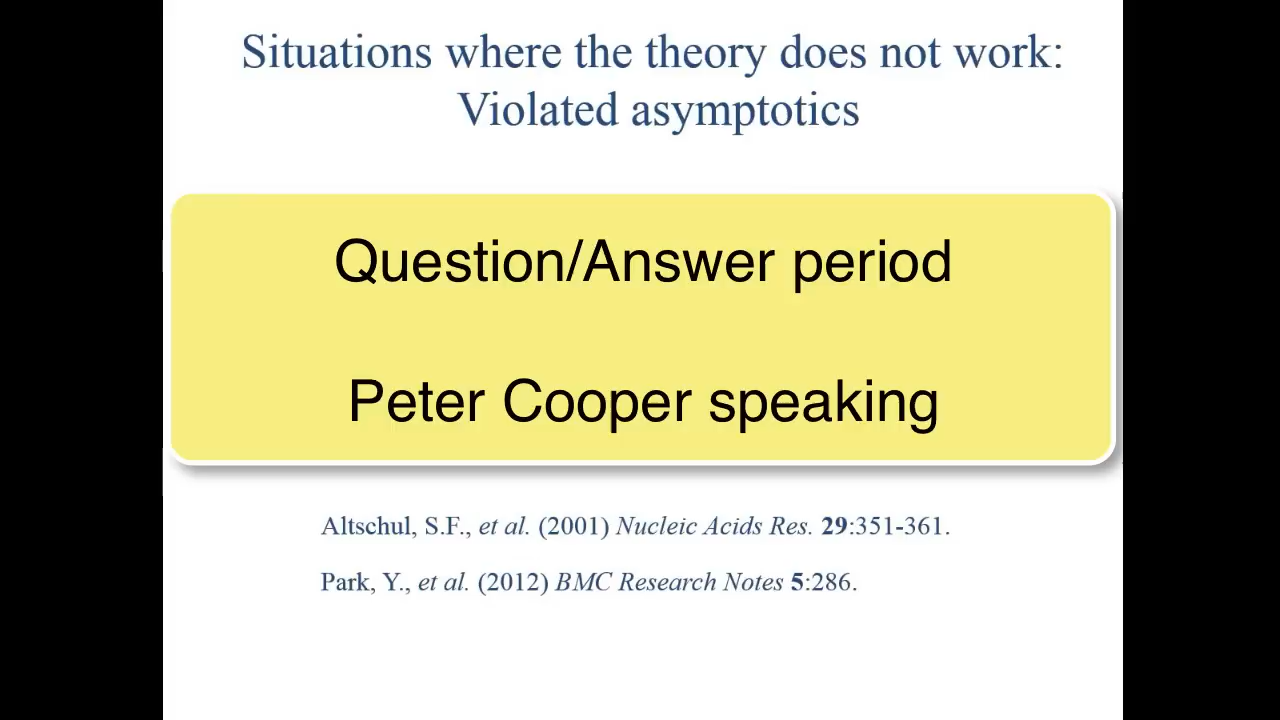 Situations where the theory does not work:
Violated asymptotics
Question/Answer period
Peter Cooper speaking
Altschul, S.F., et al. (2001) Nucleic Acids Res. 29:351-361.
Park, Y., et al. (2012) BMC Research Notes 5:286.